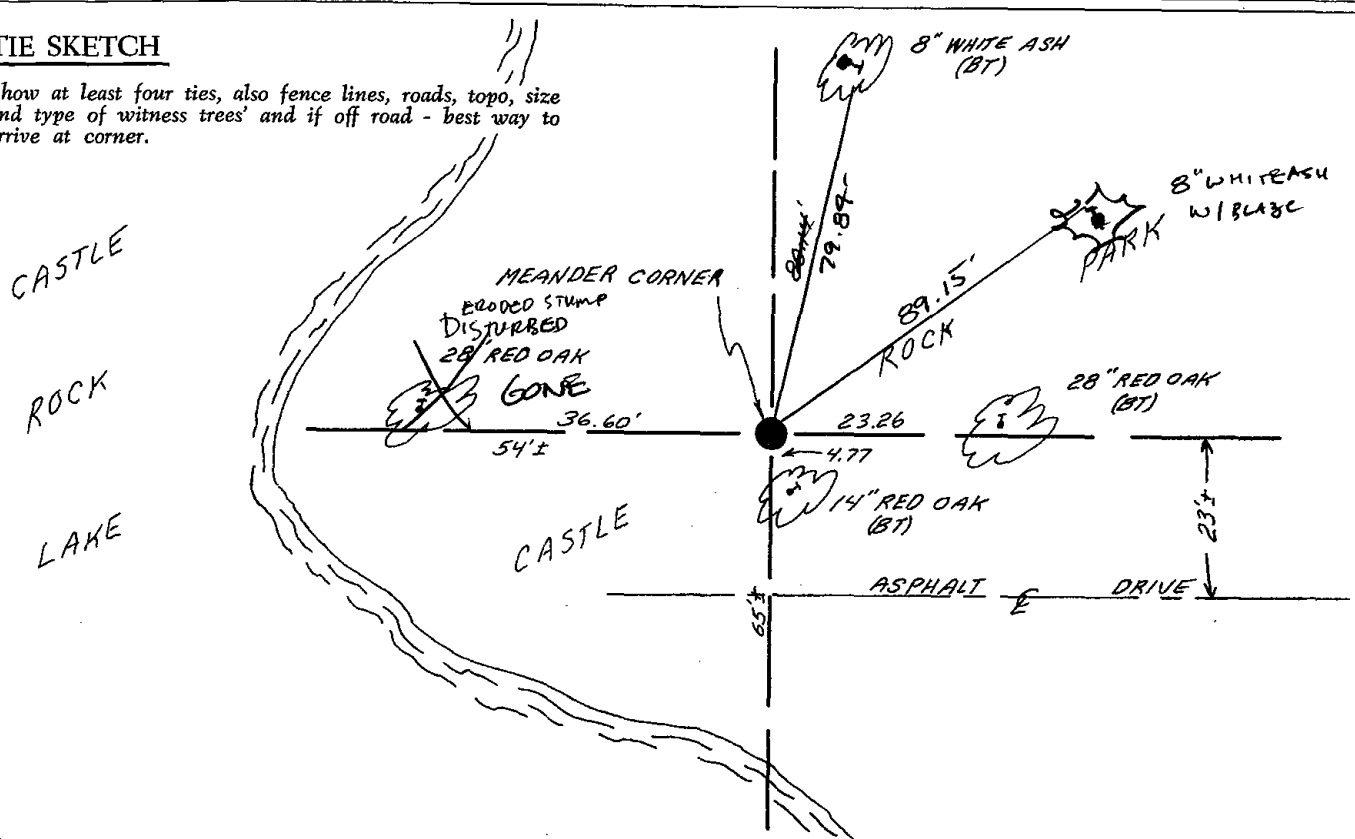 TIE SKETCH
how at least four ties, also fence lines, roads, topo, size
nd type of witness trees' and if off road - best way to
rrive at corner.
8" WHITE ASH
(BT)
8" WHITE ASH
W/ BLAZE
PARK
79.89
89.15'
ROCK
CASTLE
ROCK
LAKE
MEANDER CORNER
ERODED STUMP
DISTURBED
28" RED OAK
GONE
36.60'
54'±
23.26
4.77
28" RED OAK
(BT)
14" RED OAK
(BT)
CASTLE
23'±
65'±
ASPHALT ℄ DRIVE